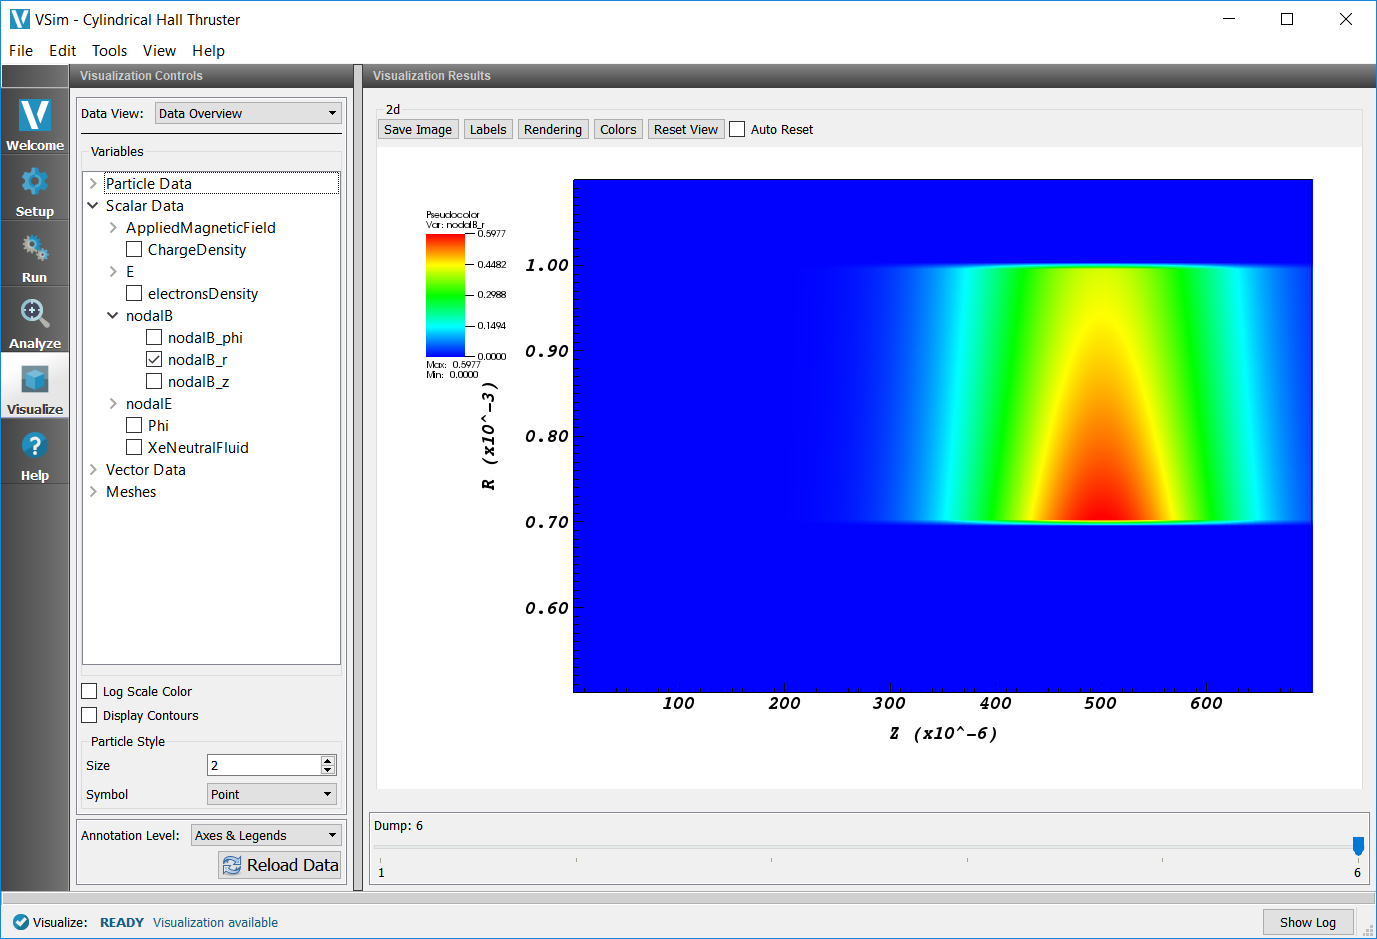 VSim - Cylindrical Hall Thruster
File Edit Tools View Help
Visualization Controls
Visualization Results
Welcome
Setup
Run
Analyze
Visualize
Help
Data View: Data Overview
Variables
Particle Data
Scalar Data
AppliedMagneticField
ChargeDensity
E
electronsDensity
nodalB
nodalB_phi
nodalB_r
nodalB_z
nodalE
Phi
XeNeutralFluid
Vector Data
Meshes
Log Scale Color
Display Contours
Particle Style
Size 2
Symbol Point
Annotation Level: Axes & Legends
Reload Data
2d
Save Image Labels Rendering Colors Reset View Auto Reset
Pseudocolor
Var: nodalB_r
0.5977
0.4482
0.2988
0.1494
0.0000
Max: 0.5977
Min: 0.0000
R (x10^-3)
1.00
0.90
0.80
0.70
0.60
100 200 300 400 500 600
Z (x10^-6)
Dump: 6
1 6
Visualize: READY Visualization available
Show Log